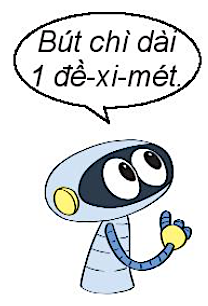 Bút chì dài
1 đề-xi-mét.